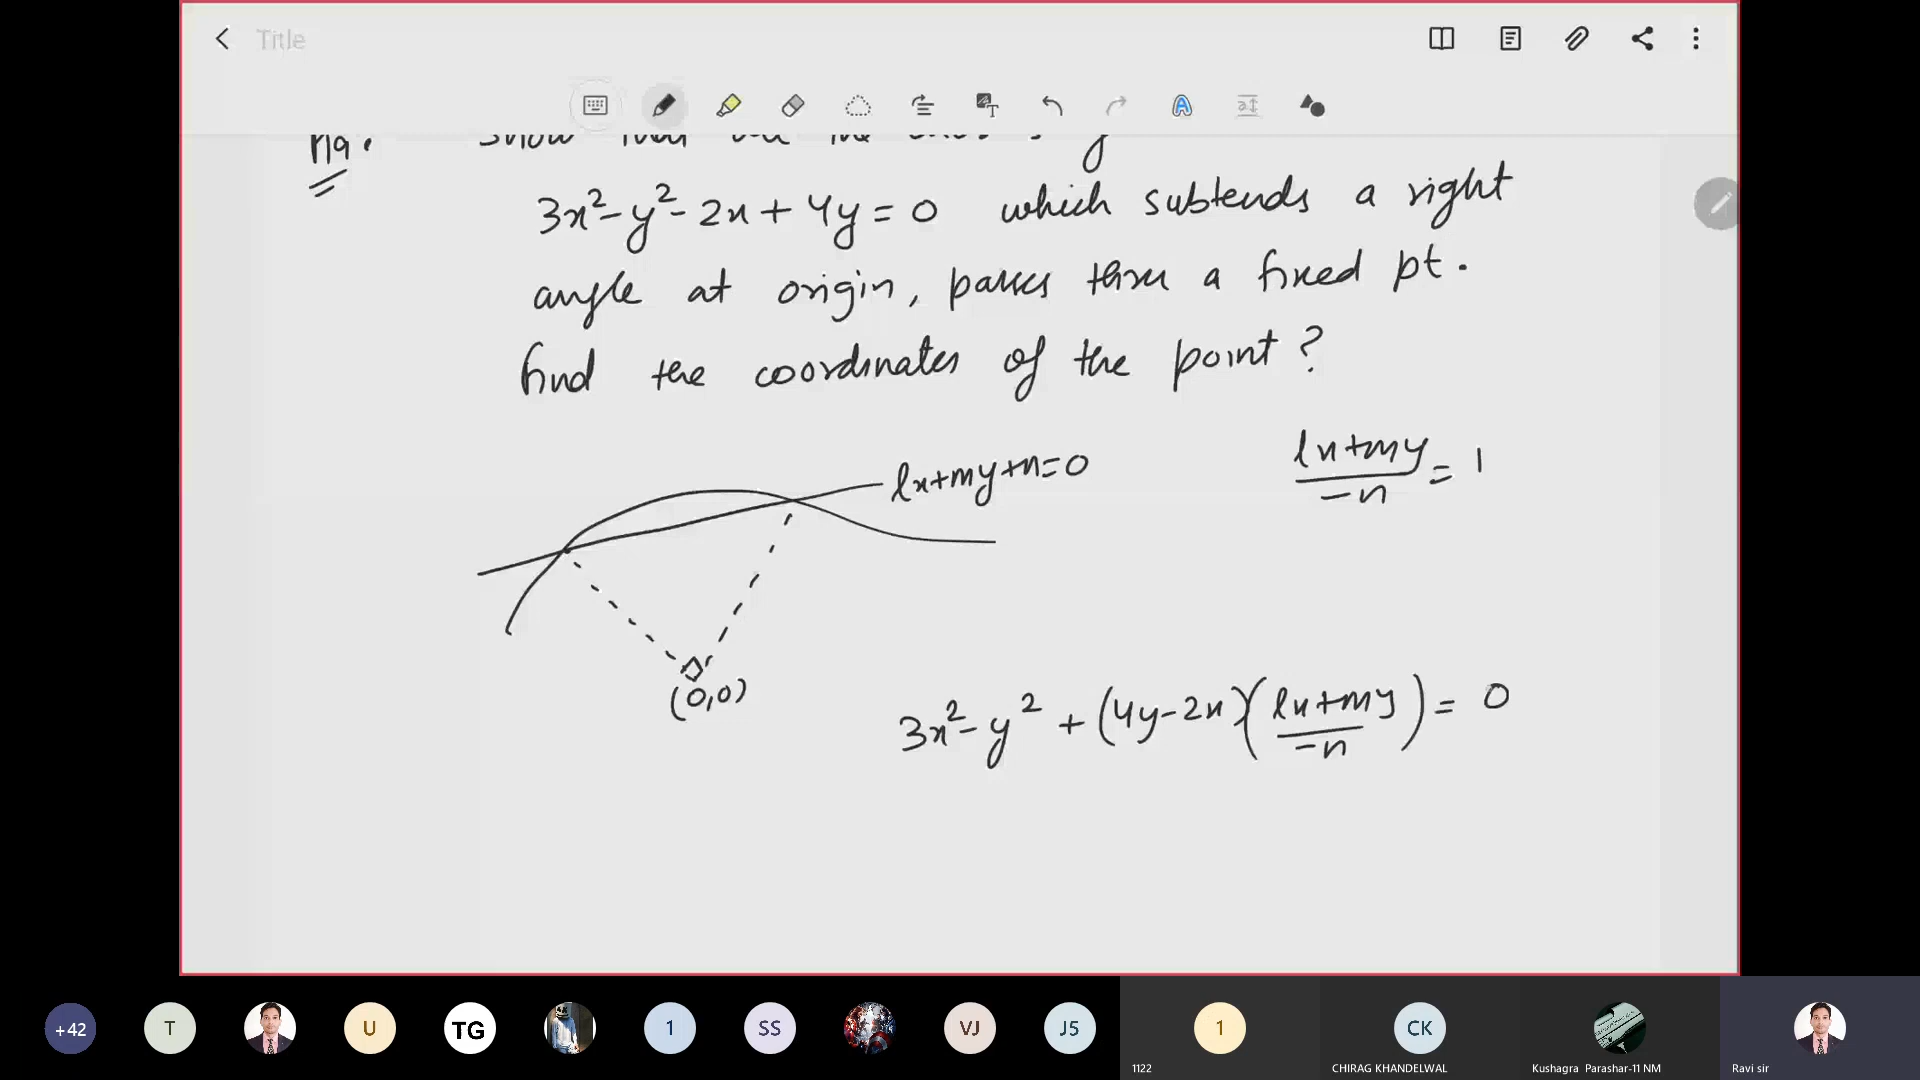 Title
3x²-y²-2x+4y=0 which subtends a right
angle at origin, passes thru a fixed pt.
find the coordinates of the point?
lx+my+n=0
lx+my/-n = 1
(0,0)
3x²-y² + (4y-2x)(lx+my/-n) = 0
+42
T
U
TG
1
SS
VJ
J5
1
CK
1122
CHIRAG KHANDELWAL
Kushagra Parashar-11 NM
Ravi sir